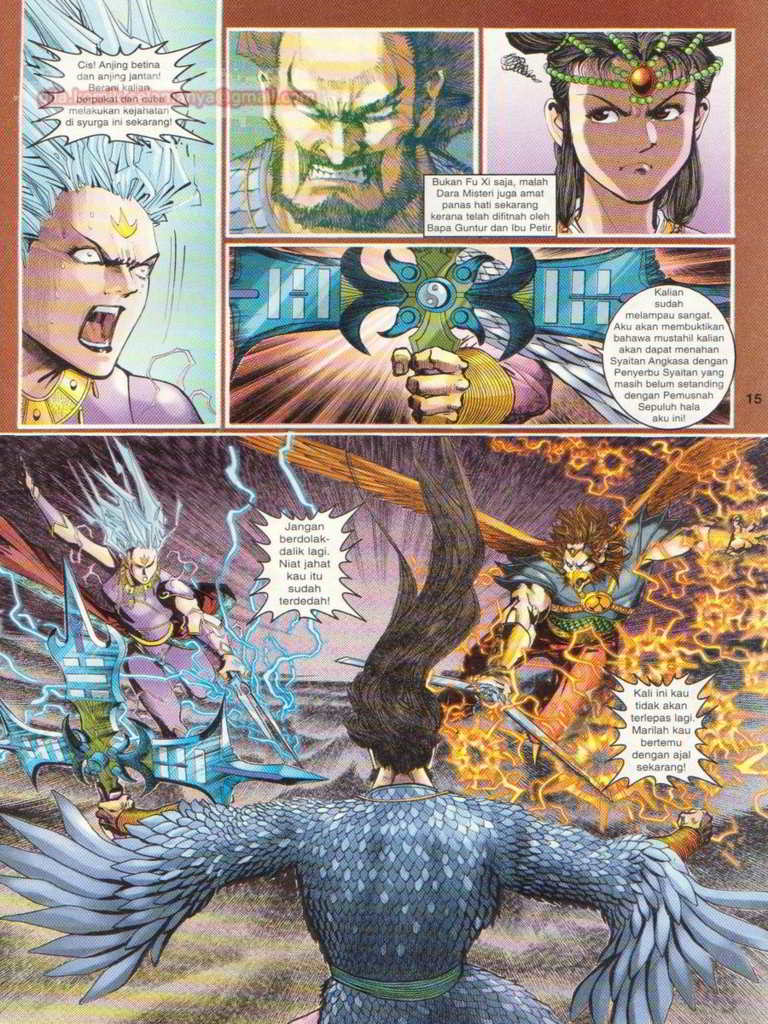 Cis! Anjing betina
dan anjing jantan!
Berani kalian
berpakat dan cuba
melakukan kejahatan
di syurga ini sekarang!
Bukan Fu Xi saja, malah
Dara Misteri juga amat
panas hati sekarang
kerana telah difitnah oleh
Bapa Guntur dan Ibu Petir.
Kalian
sudah
melampau sangat.
Aku akan membuktikan
bahawa mustahil kalian
akan dapat menahan
Syaitan Angkasa dengan
Penyerbu Syaitan yang
masih belum setanding
dengan Pemusnah
Sepuluh hala
aku ini!
15
Jangan
berdolak-
dalik lagi.
Niat jahat
kau itu
sudah
terdedah!
Kali ini kau
tidak akan
terlepas lagi.
Marilah kau
bertemu
dengan ajal
sekarang!